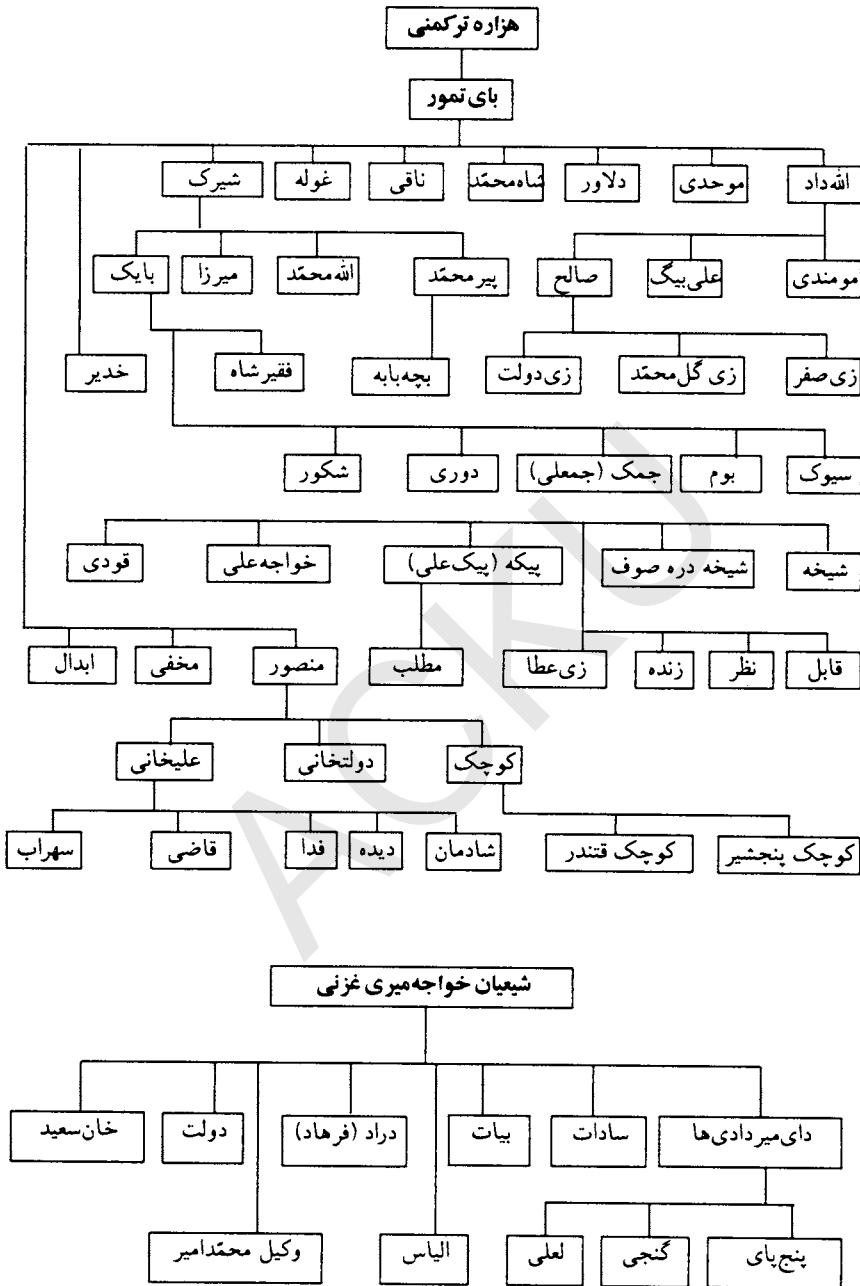 هزاره ترکمنی
بای تمور
الله‌داد موحدی دلاور شاه‌محمّد ناقی غوله شیرک
مومندی علی‌بیگ صالح پیرمحمّد الله‌محمّد میرزا بایک
زی‌صفر زی گل‌محمّد زی‌دولت بچه‌بابه فقیرشاه خدیر
سیوک بوم جمک (جمعلی) دوری شکور
شیخه شیخه دره صوف پیکه (پیک‌علی) خواجه‌علی قودی
قابل نظر زنده زی‌عطا مطلب منصور مخفی ابدال
کوچک دولتخانی علیخانی
کوچک پنجشیر کوچک قتندر شادمان دیده فدا قاضی سهراب
شیعیان خواجه‌میری غزنی
دای‌میردادی‌ها سادات بیات دراد (فرهاد) دولت خان‌سعید
پنج‌پای گنجی لعلی الیاس وکیل محمّدامیر
ACKU